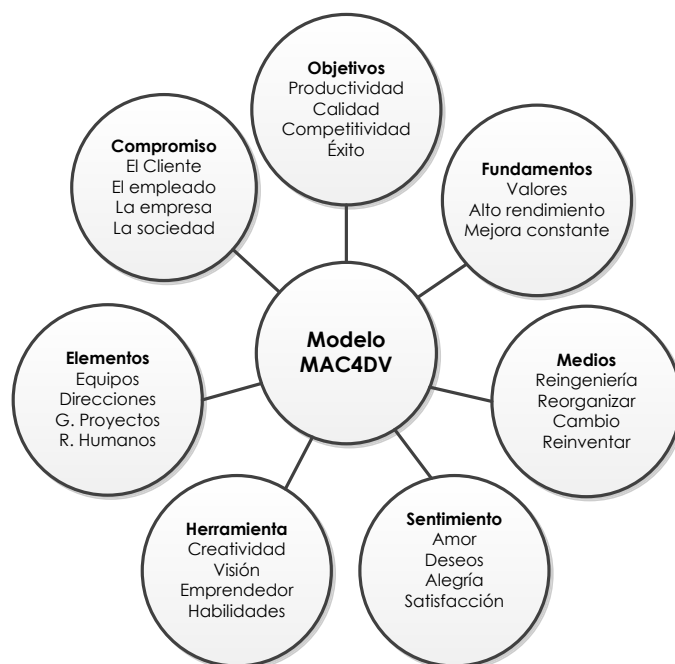 Objetivos
Productividad
Calidad
Competitividad
Éxito
Compromiso
El Cliente
El empleado
La empresa
La sociedad
Fundamentos
Valores
Alto rendimiento
Mejora constante
Modelo
MAC4DV
Elementos
Equipos
Direcciones
G. Proyectos
R. Humanos
Medios
Reingeniería
Reorganizar
Cambio
Reinventar
Herramienta
Creatividad
Visión
Emprendedor
Habilidades
Sentimiento
Amor
Deseos
Alegría
Satisfacción